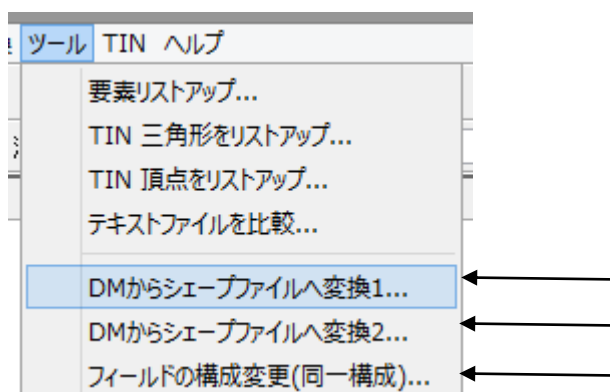 ツール TIN ヘルプ
要素リストアップ...
TIN 三角形をリストアップ...
TIN 頂点をリストアップ...
テキストファイルを比較...
DMからシェープファイルへ変換1...
DMからシェープファイルへ変換2...
フィールドの構成変更(同一構成)...